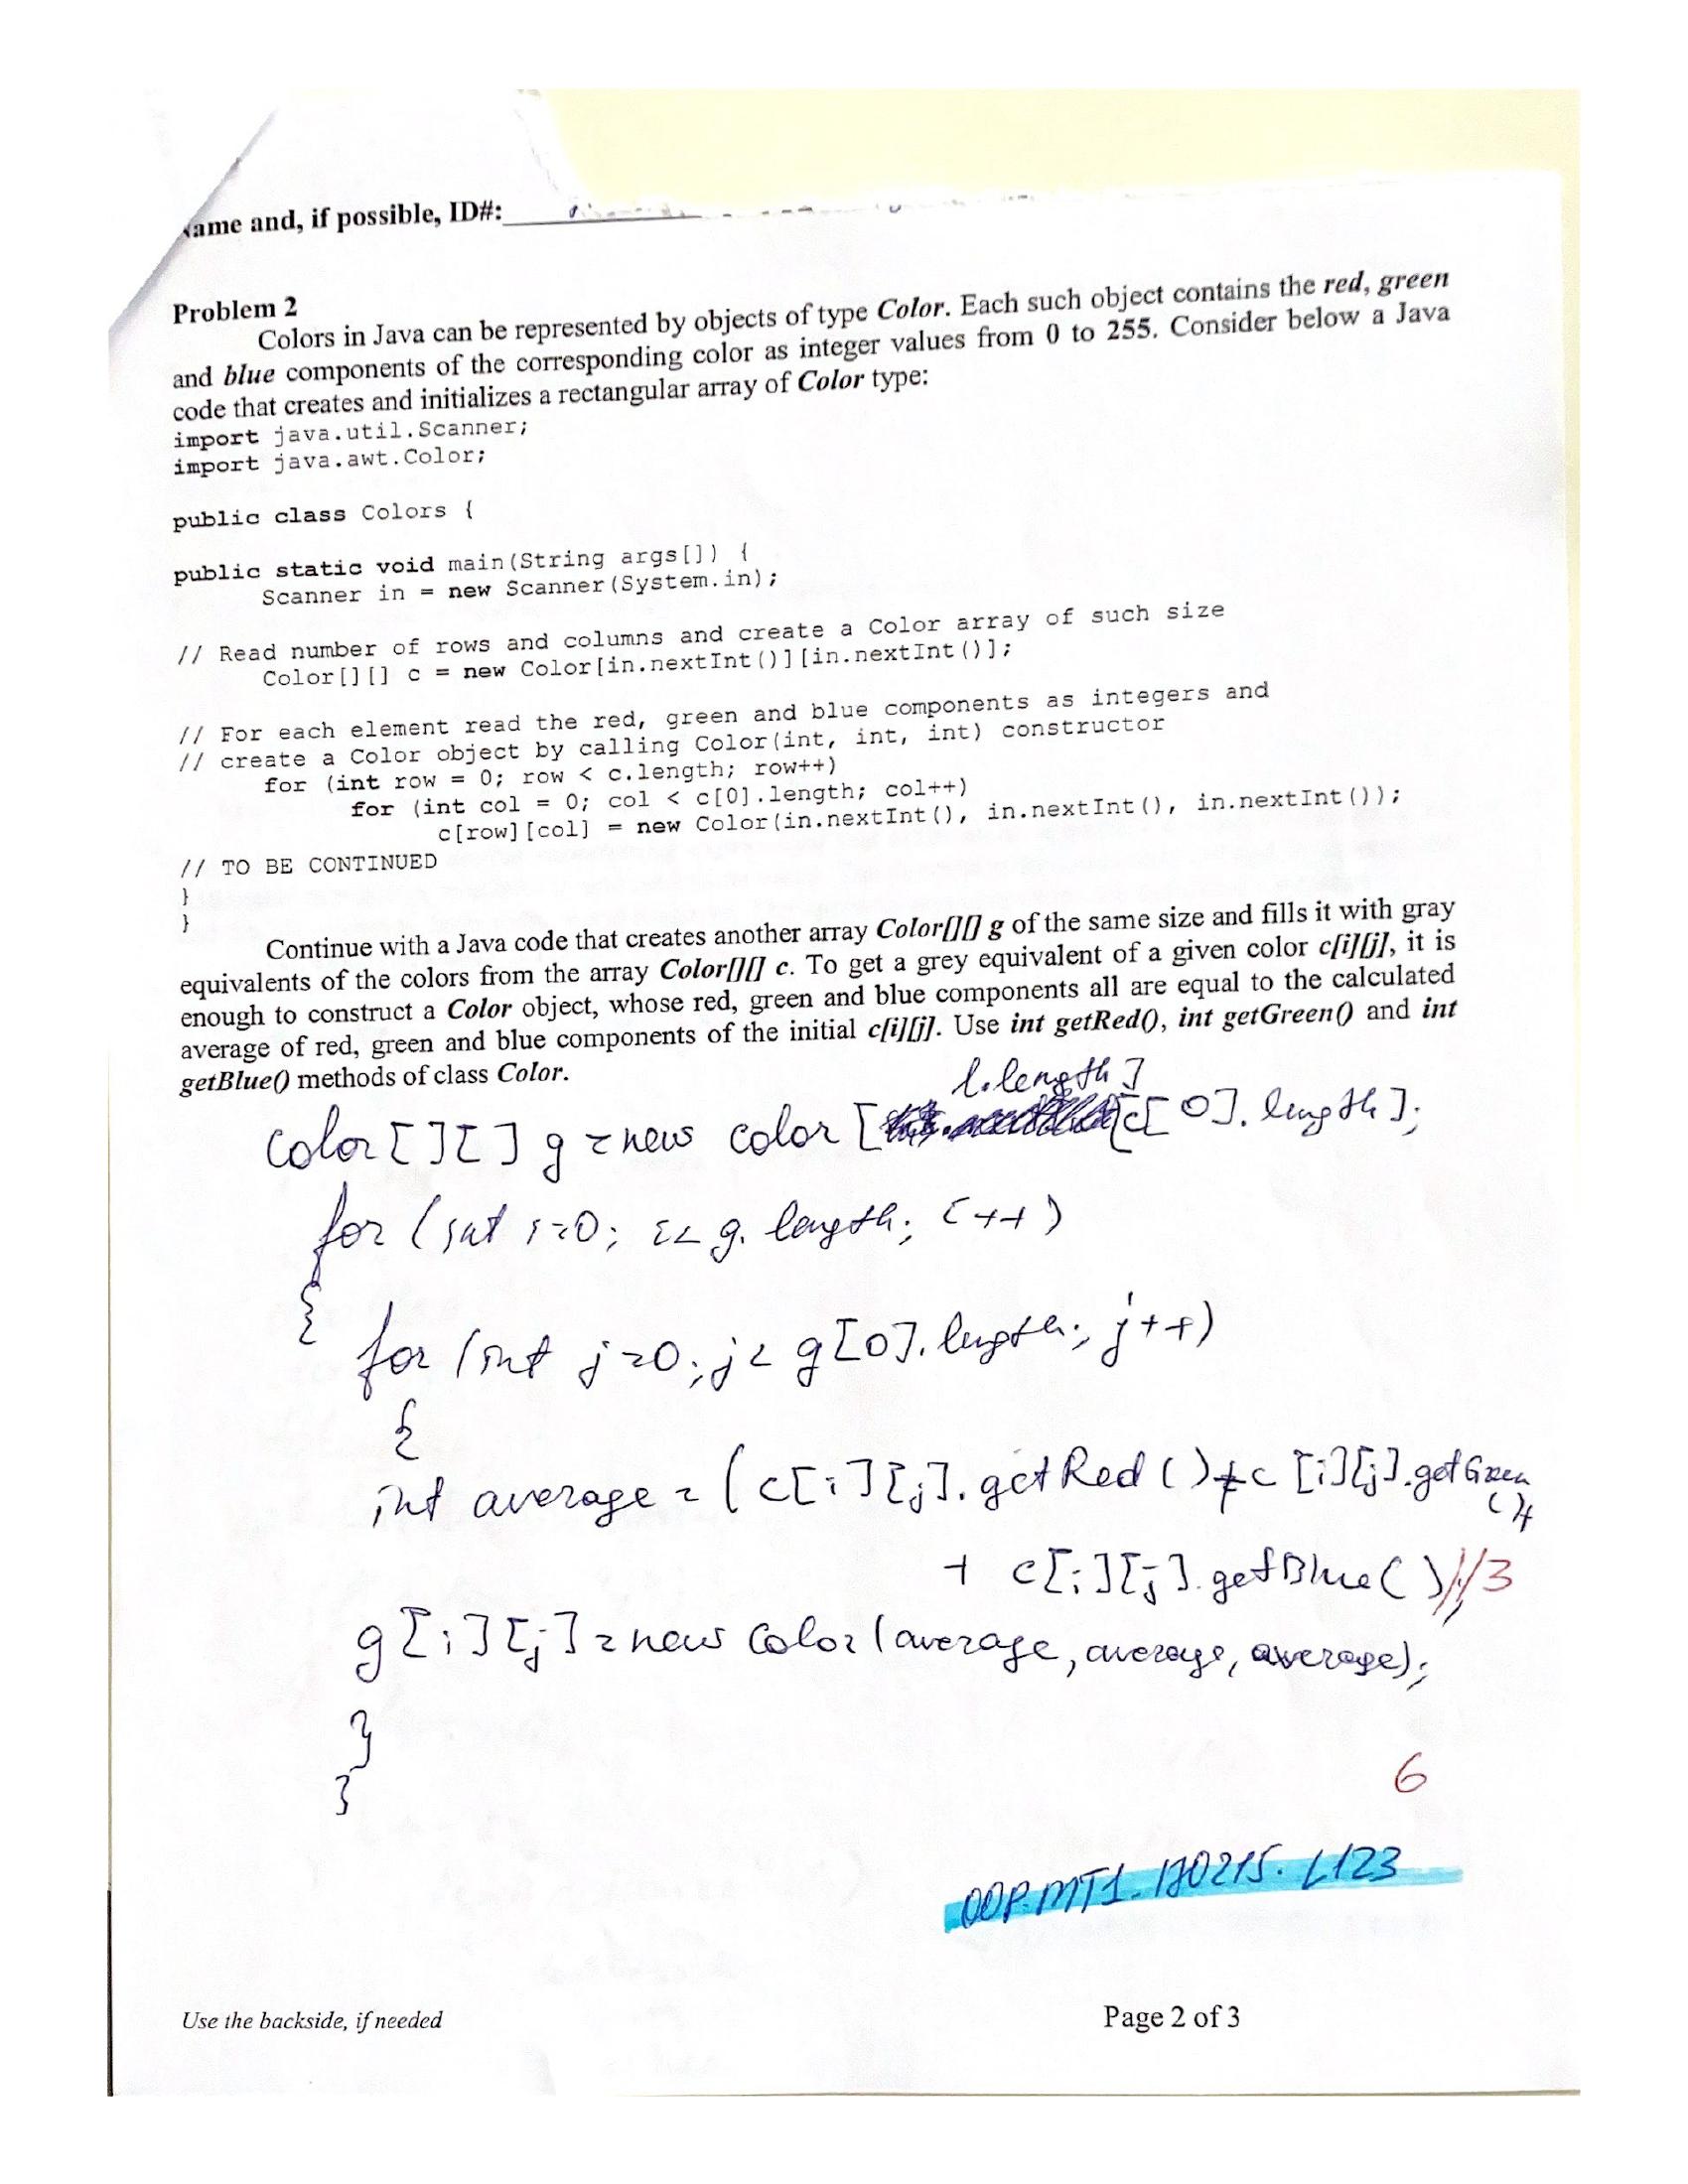 Name and, if possible, ID#:
Problem 2
Colors in Java can be represented by objects of type Color. Each such object contains the red, green
and blue components of the corresponding color as integer values from 0 to 255. Consider below a Java
code that creates and initializes a rectangular array of Color type:
import java.util.Scanner;
import java.awt.Color;
public class Colors {
public static void main(String args[]) {
Scanner in = new Scanner(System.in);
// Read number of rows and columns and create a Color array of such size
Color[][] c = new Color[in.nextInt()][in.nextInt()];
// For each element read the red, green and blue components as integers and
// create a Color object by calling Color(int, int, int) constructor
for (int row = 0; row < c.length; row++)
for (int col = 0; col < c[0].length; col++)
c[row][col] = new Color(in.nextInt(), in.nextInt(), in.nextInt());
// TO BE CONTINUED
}
}
Continue with a Java code that creates another array Color[][] g of the same size and fills it with gray
equivalents of the colors from the array Color[][] c. To get a grey equivalent of a given color c[i][j], it is
enough to construct a Color object, whose red, green and blue components all are equal to the calculated
average of red, green and blue components of the initial c[i][j]. Use int getRed(), int getGreen() and int
getBlue() methods of class Color.
c.length]
Color[][] g = new color [[c[0].length];
for (int i=0; i< g.length; i++)
{
for (int j=0; j< g[0].length; j++)
{
int average = (c[i][j].getRed()+c[i][j].getGreen
()+
+ c[i][j].getBlue())/3
g[i][j]=new Color(average, average, average);
}
}
6
OOP.MT1.170215.L123
Use the backside, if needed
Page 2 of 3